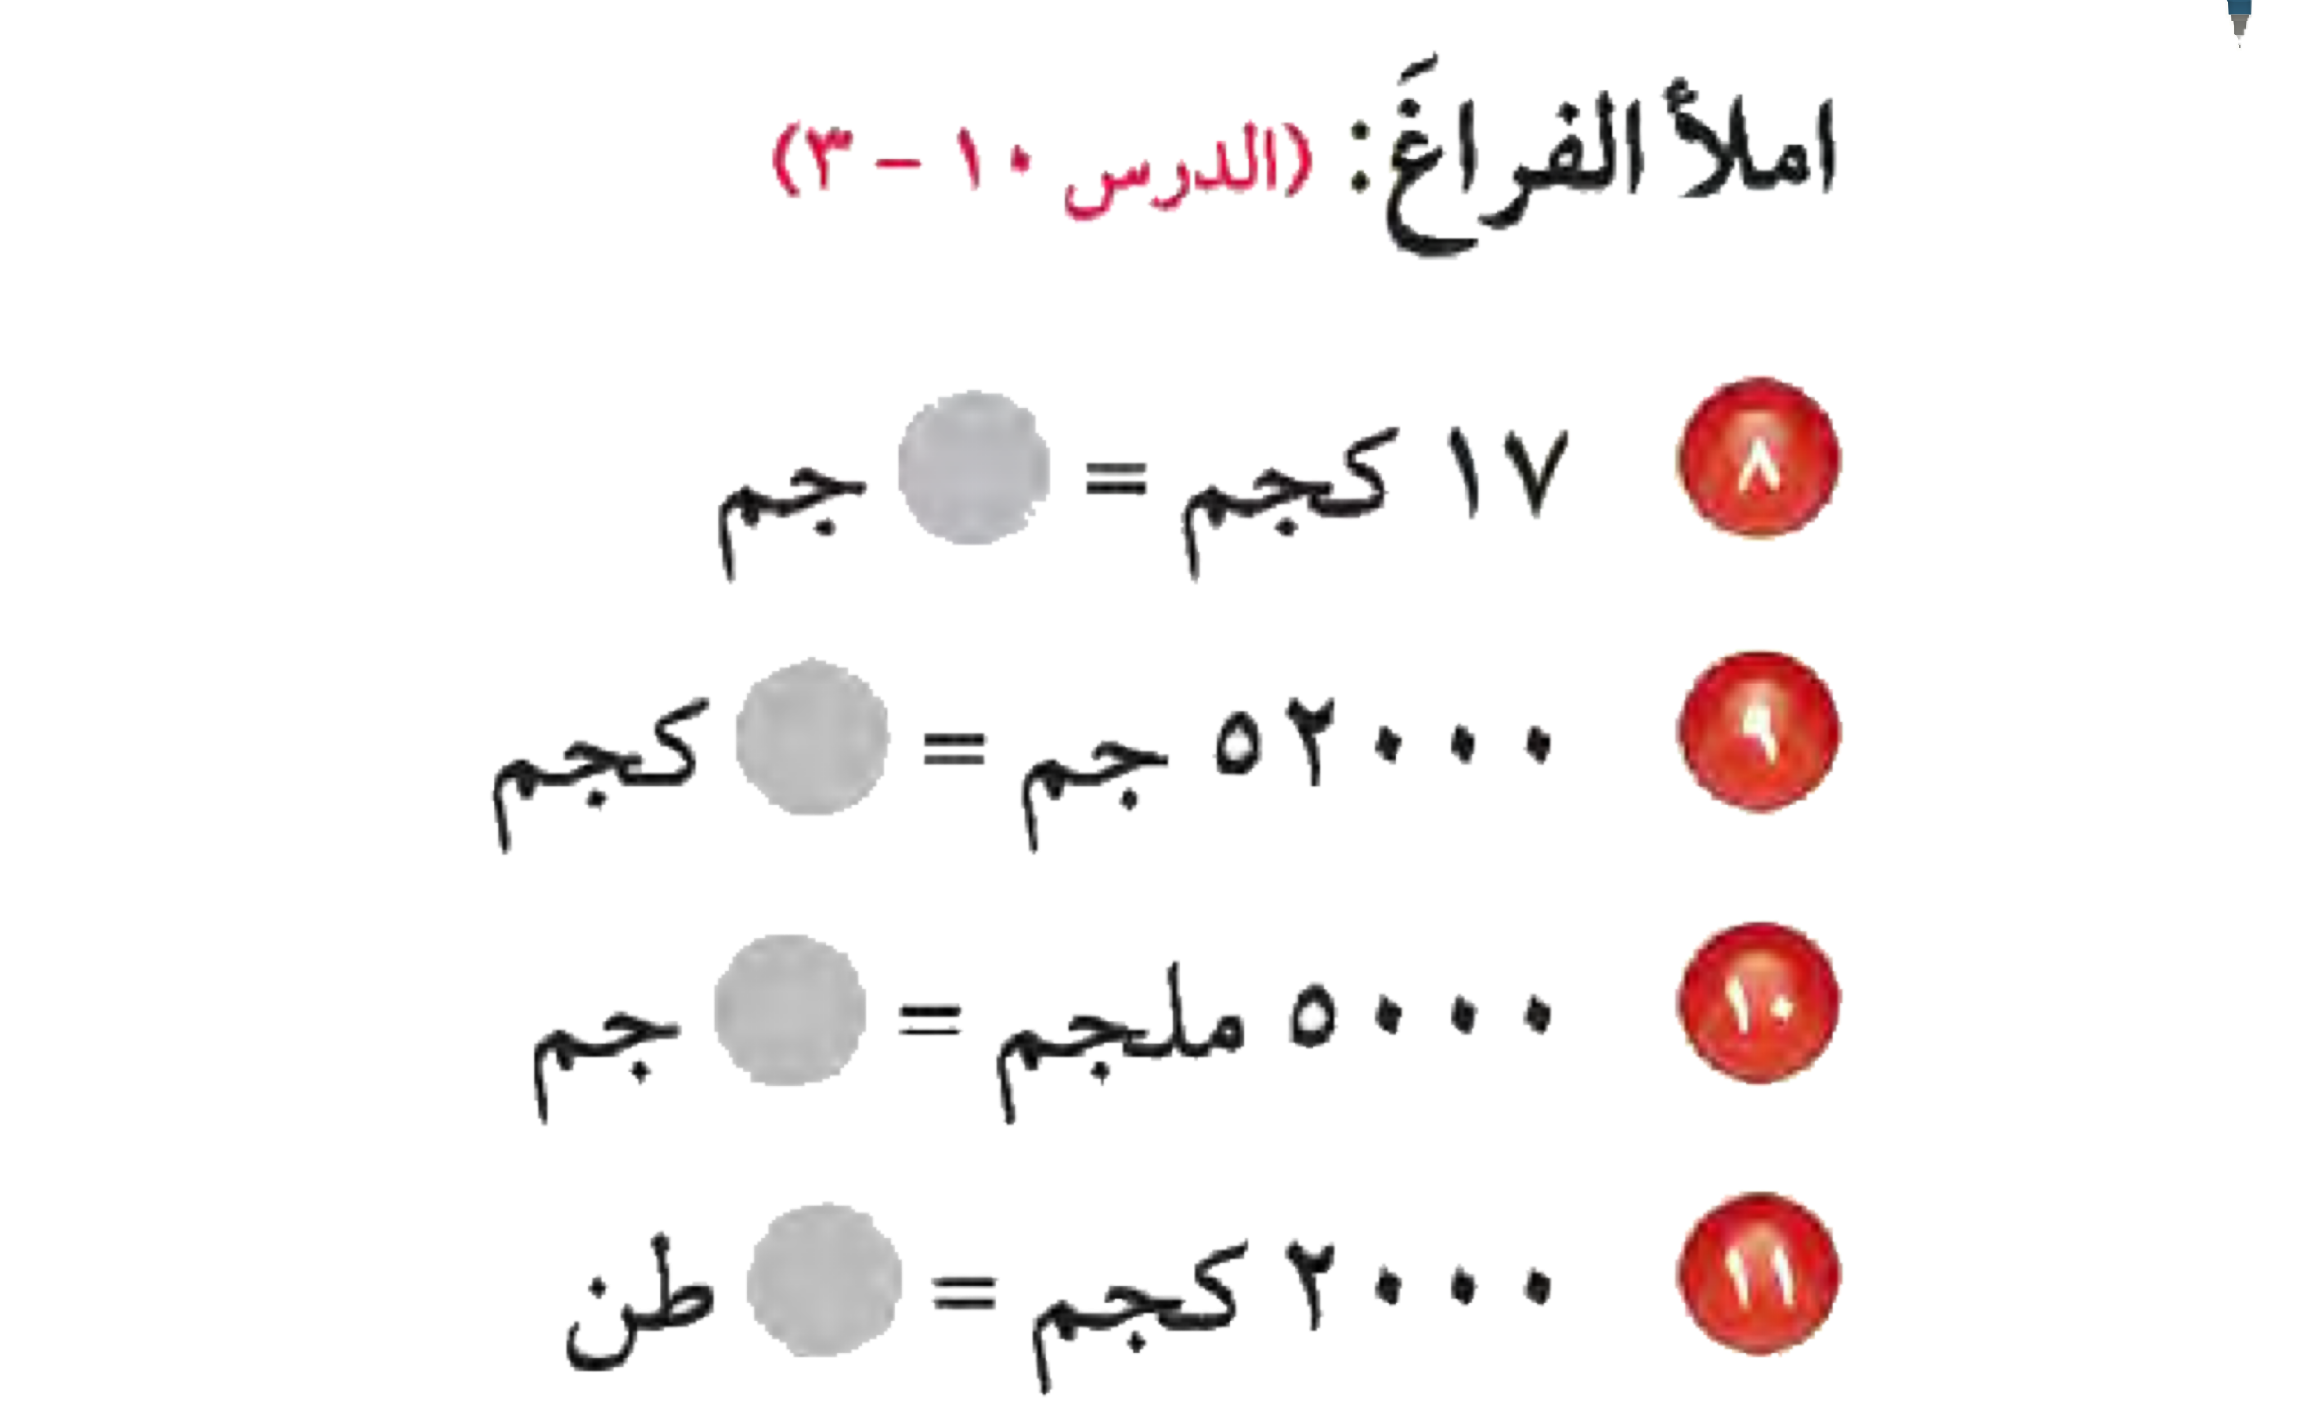 املأ الفراغَ: (الدرس ١٠ – ٣)
٨ ١٧ كجم = جم
٩ ٥٢٠٠٠ جم = كجم
١٠ ٥٠٠٠ ملجم = جم
١١ ٢٠٠٠ كجم = طن